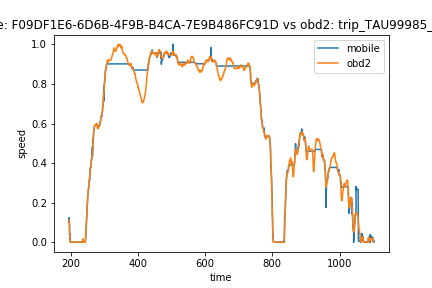 e: F09DF1E6-6D6B-4F9B-B4CA-7E9B486FC91D vs obd2: trip_TAU99985_
mobile
obd2
1.0
0.8
0.6
0.4
0.2
0.0
speed
200 400 600 800 1000
time